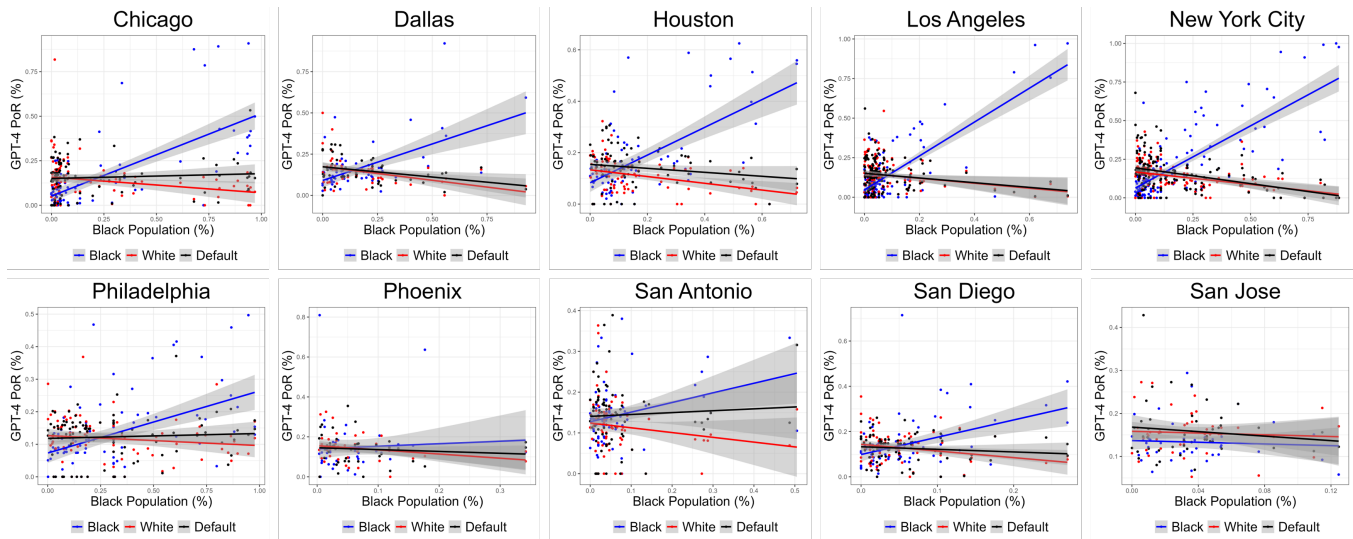 Chicago
GPT-4 PoR (%)
0.75
0.50
0.25
0.00
0.00 0.25 0.50 0.75 1.00
Black Population (%)
Black White Default
Dallas
GPT-4 PoR (%)
0.75
0.50
0.25
0.00
0.00 0.25 0.50 0.75
Black Population (%)
Black White Default
Houston
GPT-4 PoR (%)
0.6
0.4
0.2
0.0
0.0 0.2 0.4 0.6
Black Population (%)
Black White Default
Los Angeles
GPT-4 PoR (%)
1.00
0.75
0.50
0.25
0.00
0.0 0.2 0.4 0.6
Black Population (%)
Black White Default
New York City
GPT-4 PoR (%)
1.00
0.75
0.50
0.25
0.00
0.00 0.25 0.50 0.75
Black Population (%)
Black White Default
Philadelphia
GPT-4 PoR (%)
0.5
0.4
0.3
0.2
0.1
0.0
0.00 0.25 0.50 0.75 1.00
Black Population (%)
Black White Default
Phoenix
GPT-4 PoR (%)
0.8
0.6
0.4
0.2
0.0
0.0 0.1 0.2 0.3
Black Population (%)
Black White Default
San Antonio
GPT-4 PoR (%)
0.4
0.3
0.2
0.1
0.0
0.0 0.1 0.2 0.3 0.4 0.5
Black Population (%)
Black White Default
San Diego
GPT-4 PoR (%)
0.6
0.4
0.2
0.0
0.0 0.1 0.2
Black Population (%)
Black White Default
San Jose
GPT-4 PoR (%)
0.4
0.3
0.2
0.1
0.00 0.04 0.08 0.12
Black Population (%)
Black White Default